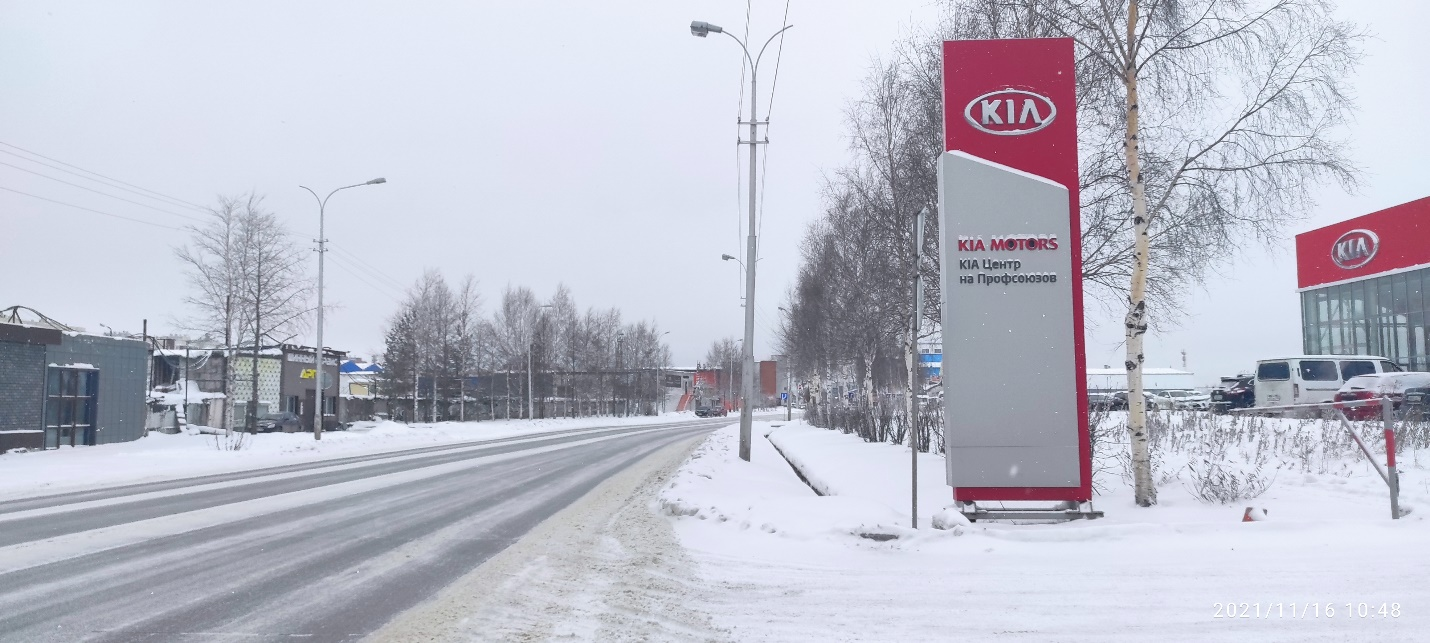 KIA
KIA MOTORS
KIA Центр
на Профсоюзов
KIA
2021/11/16 10:48